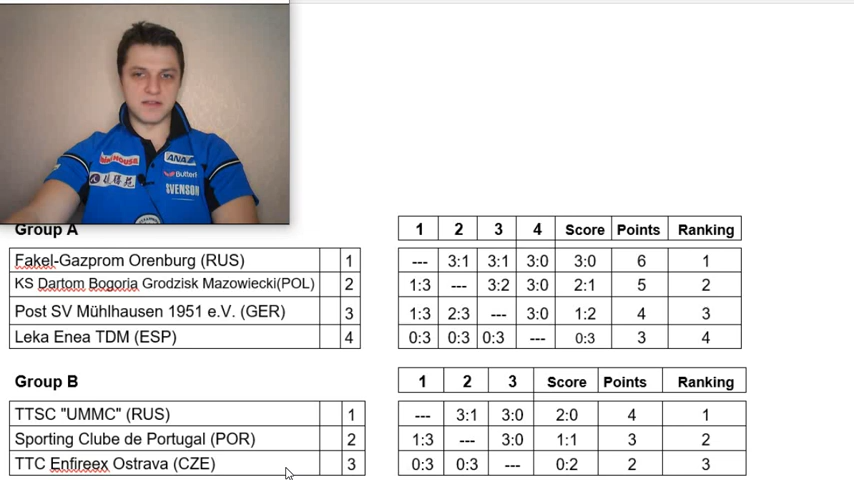 HOUSE
ANA
Butterfl
SVENSON
Group A 1 2 3 4 Score Points Ranking
Fakel-Gazprom Orenburg (RUS) 1 --- 3:1 3:1 3:0 3:0 6 1
KS Dartom Bogoria Grodzisk Mazowiecki(POL) 2 1:3 --- 3:2 3:0 2:1 5 2
Post SV Mühlhausen 1951 e.V. (GER) 3 1:3 2:3 --- 3:0 1:2 4 3
Leka Enea TDM (ESP) 4 0:3 0:3 0:3 --- 0:3 3 4
Group B 1 2 3 Score Points Ranking
TTSC "UMMC" (RUS) 1 --- 3:1 3:0 2:0 4 1
Sporting Clube de Portugal (POR) 2 1:3 --- 3:0 1:1 3 2
TTC Enfireex Ostrava (CZE) 3 0:3 0:3 --- 0:2 2 3